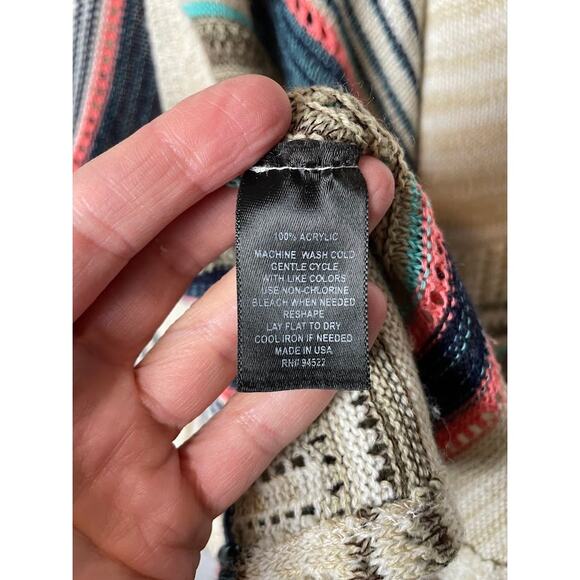 100% ACRYLIC
MACHINE WASH COLD
GENTLE CYCLE
WITH LIKE COLORS
USE NON-CHLORINE
BLEACH WHEN NEEDED
RESHAPE
LAY FLAT TO DRY
COOL IRON IF NEEDED
MADE IN USA
RN# 94522